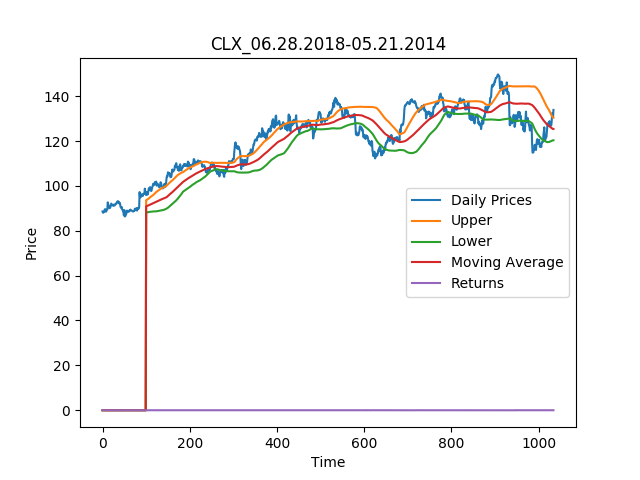 CLX_06.28.2018-05.21.2014
140
120
100
80
60
40
20
0
Price
Daily Prices
Upper
Lower
Moving Average
Returns
0 200 400 600 800 1000
Time